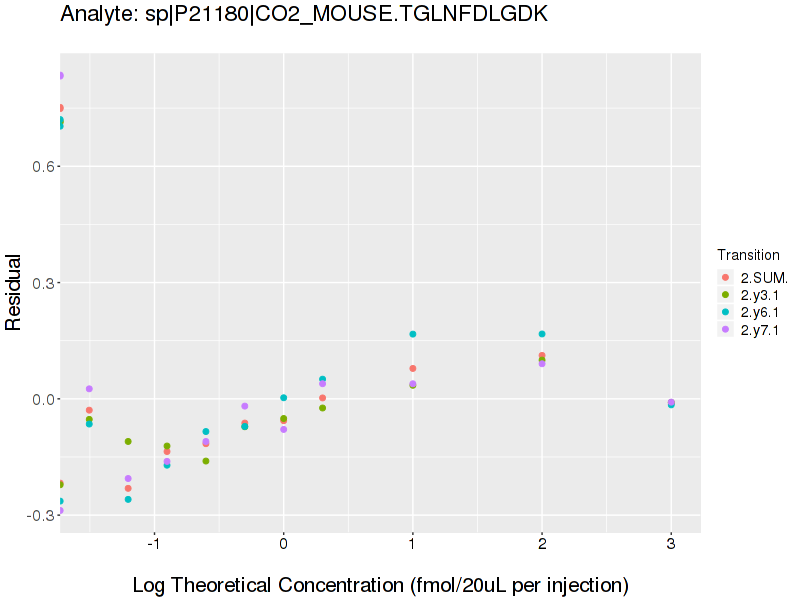 Analyte: sp|P21180|CO2_MOUSE.TGLNFDLGDK
Residual
0.6
0.3
0.0
-0.3
-1
0
1
2
3
Log Theoretical Concentration (fmol/20uL per injection)
Transition
2.SUM.
2.y3.1
2.y6.1
2.y7.1